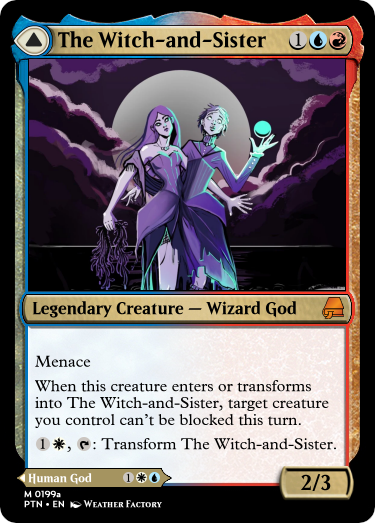 The Witch-and-Sister 1
Legendary Creature — Wizard God
Menace
When this creature enters or transforms
into The Witch-and-Sister, target creature
you control can't be blocked this turn.
1 , : Transform The Witch-and-Sister.
Human God 1
2/3
M 0199a
PTN • EN Weather Factory